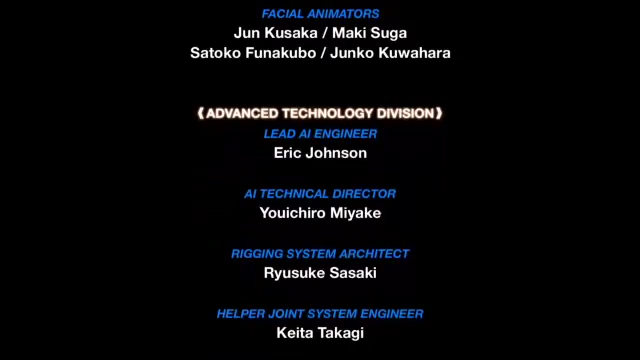 FACIAL ANIMATORS
Jun Kusaka / Maki Suga
Satoko Funakubo / Junko Kuwahara
⟪ADVANCED TECHNOLOGY DIVISION⟫
LEAD AI ENGINEER
Eric Johnson
AI TECHNICAL DIRECTOR
Youichiro Miyake
RIGGING SYSTEM ARCHITECT
Ryusuke Sasaki
HELPER JOINT SYSTEM ENGINEER
Keita Takagi